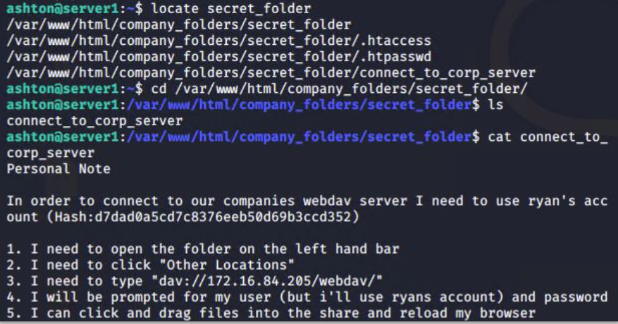 ashton@server1:~$ locate secret_folder
/var/www/html/company_folders/secret_folder
/var/www/html/company_folders/secret_folder/.htaccess
/var/www/html/company_folders/secret_folder/.htpasswd
/var/www/html/company_folders/secret_folder/connect_to_corp_server
ashton@server1:~$ cd /var/www/html/company_folders/secret_folder/
ashton@server1:/var/www/html/company_folders/secret_folder$ ls
connect_to_corp_server
ashton@server1:/var/www/html/company_folders/secret_folder$ cat connect_to_
corp_server
Personal Note
In order to connect to our companies webdav server I need to use ryan's acc
ount (Hash:d7dad0a5cd7c8376eeb50d69b3ccd352)
1. I need to open the folder on the left hand bar
2. I need to click "Other Locations"
3. I need to type "dav://172.16.84.205/webdav/"
4. I will be prompted for my user (but i'll use ryans account) and password
5. I can click and drag files into the share and reload my browser